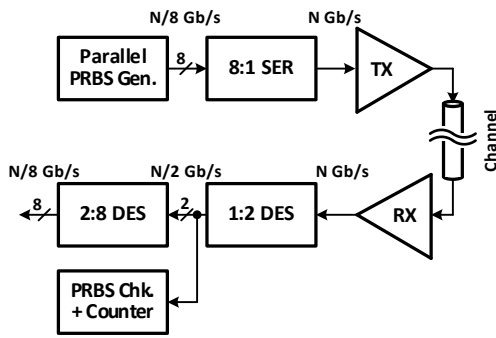 N/8 Gb/s
N Gb/s
Parallel
PRBS Gen.
8
8:1 SER
TX
Channel
N/8 Gb/s
N/2 Gb/s
N Gb/s
8
2:8 DES
2
1:2 DES
RX
PRBS Chk.
+ Counter